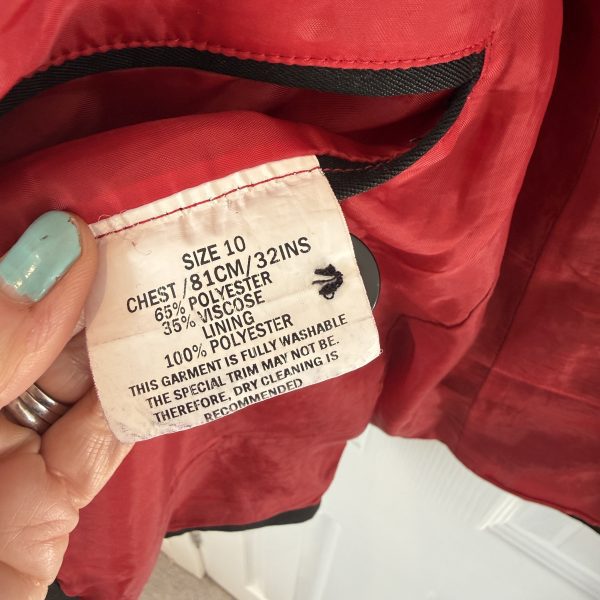 SIZE 10
CHEST/81CM/32INS
65% POLYESTER
35% VISCOSE
LINING
100% POLYESTER
THIS GARMENT IS FULLY WASHABLE
THE SPECIAL TRIM MAY NOT BE.
THEREFORE, DRY CLEANING IS
RECOMMENDED